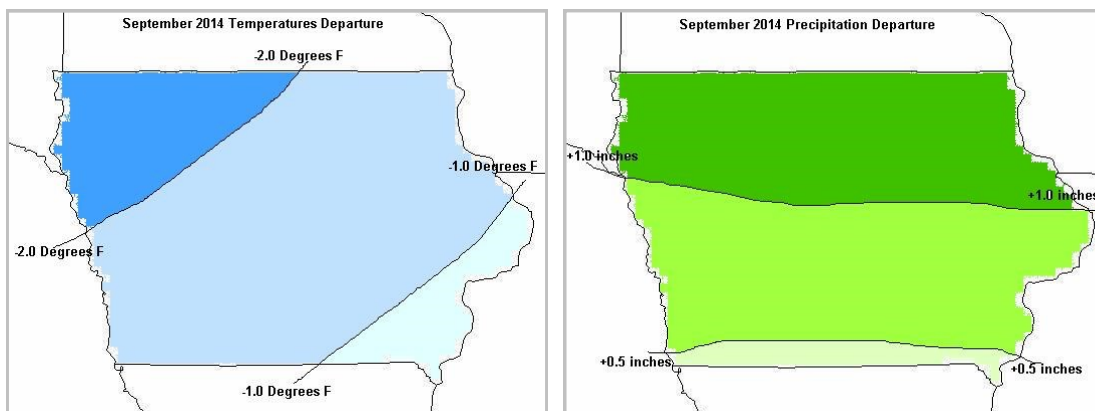 September 2014 Temperatures Departure
-2.0 Degrees F
-1.0 Degrees F
-2.0 Degrees F
-1.0 Degrees F
September 2014 Precipitation Departure
+1.0 inches
+1.0 inches
+0.5 inches
+0.5 inches